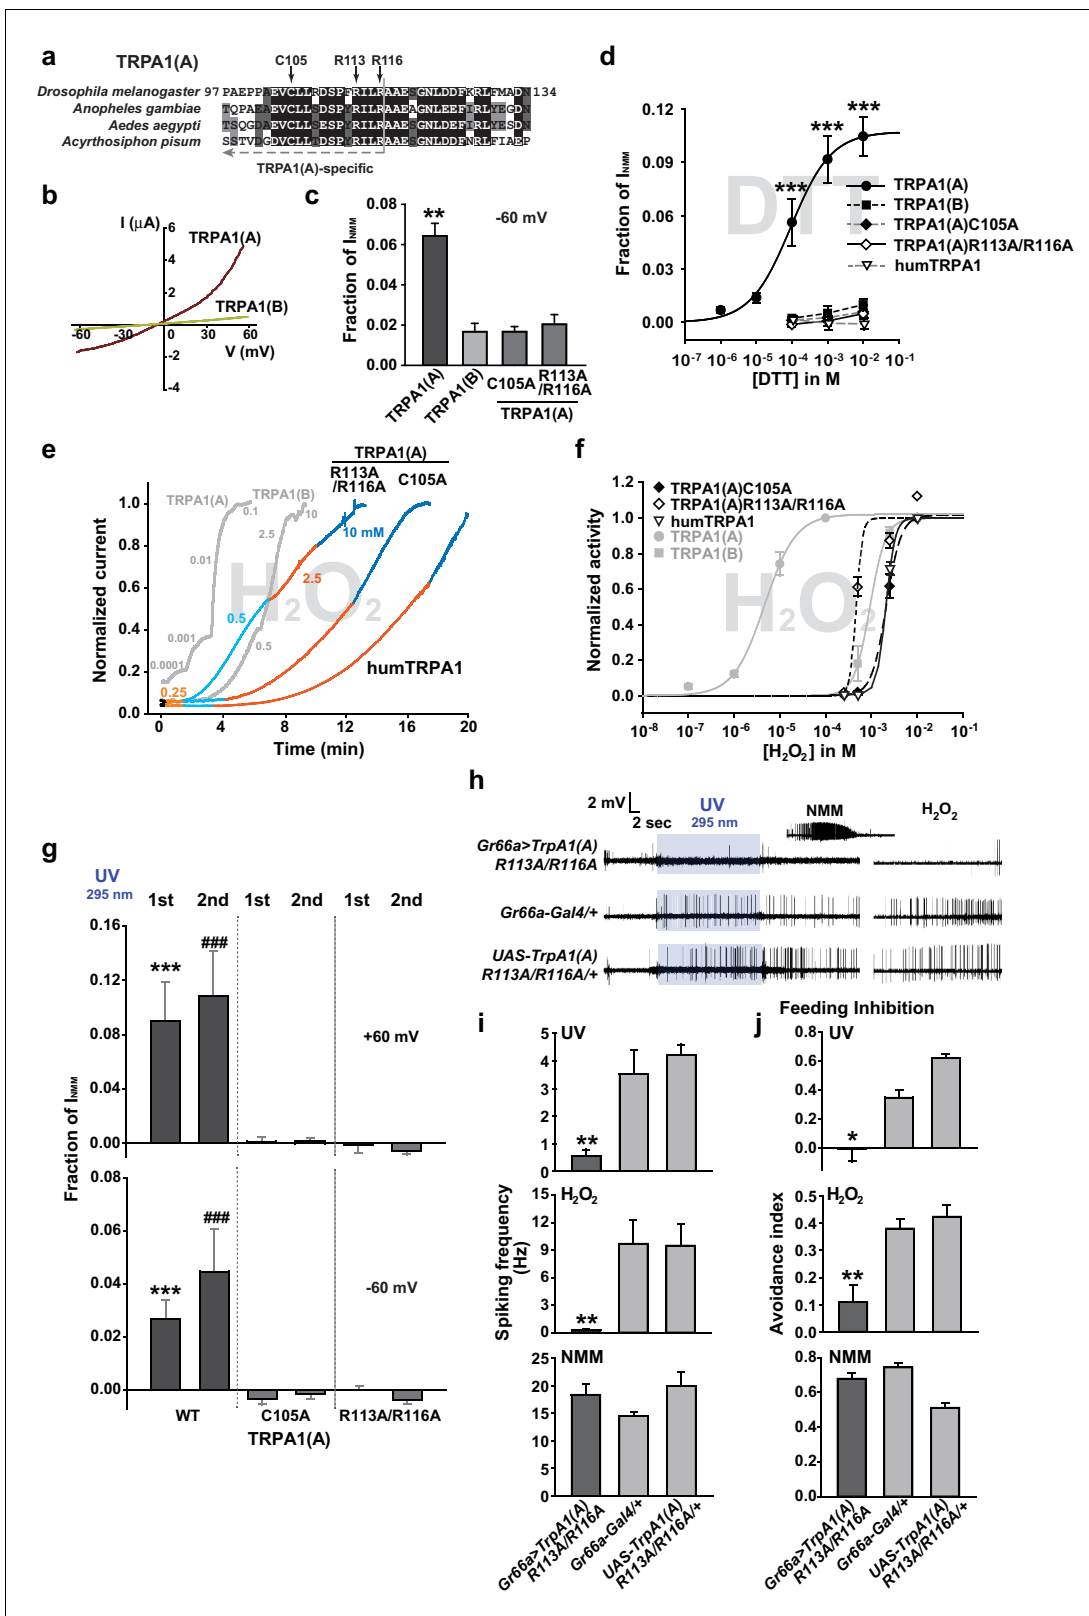 a
TRPA1(A)
C105 R113 R116
Drosophila melanogaster 97 PAEPPAEVCLLRDSPFRILRAAESGNLDDFKRLFMADN 134
Anopheles gambiae TQPAEAEVCLLSDSPYRILRAAEAGNLEEFIRLYEGDN
Aedes aegypti TSQGDAEVCLLSDSPYRILRAAESGNLEEFIRLYESDN
Acyrthosiphon pisum SSTVDGDVCLLTDSPYRILRAAESGNLDDFNRLFIAEP
TRPA1(A)-specific
b
I (μA)
6
4
2
0
-2
-4
-60 -30 30 60
V (mV)
TRPA1(A)
TRPA1(B)
c
Fraction of I_NMM
0.08
0.06
0.04
0.02
0.00
-60 mV
**
TRPA1(A)
TRPA1(B)
C105A
R113A
/R116A
TRPA1(A)
d
Fraction of I_NMM
0.12
0.09
0.06
0.03
0.00
DTT
*** *** ***
TRPA1(A)
TRPA1(B)
TRPA1(A)C105A
TRPA1(A)R113A/R116A
humTRPA1
10⁻⁷ 10⁻⁶ 10⁻⁵ 10⁻⁴ 10⁻³ 10⁻² 10⁻¹
[DTT] in M
e
Normalized current
1.0
0.8
0.6
0.4
0.2
0.0
H₂O₂
TRPA1(A)
R113A
/R116A
C105A
TRPA1(A)
TRPA1(B)
0.1
10
2.5
10 mM
0.01
2.5
0.5
0.5
0.001
0.0001
0.25
humTRPA1
0 4 8 12 16 20
Time (min)
f
Normalized activity
1.2
1.0
0.8
0.6
0.4
0.2
0.0
H₂O₂
TRPA1(A)C105A
TRPA1(A)R113A/R116A
humTRPA1
TRPA1(A)
TRPA1(B)
10⁻⁸ 10⁻⁷ 10⁻⁶ 10⁻⁵ 10⁻⁴ 10⁻³ 10⁻² 10⁻¹
[H₂O₂] in M
g
UV
295 nm
1st 2nd 1st 2nd 1st 2nd
Fraction of I_NMM
0.16
0.12
0.08
0.04
0.00
*** ###
+60 mV
0.06
0.04
0.02
0.00
*** ###
-60 mV
WT C105A R113A/R116A
TRPA1(A)
h
2 mV
2 sec
UV
295 nm
NMM
H₂O₂
Gr66a>TrpA1(A)
R113A/R116A
Gr66a-Gal4/+
UAS-TrpA1(A)
R113A/R116A/+
i
Spiking frequency
(Hz)
UV
5
4
3
2
1
0
**
H₂O₂
15
12
9
6
3
0
**
NMM
25
20
15
10
5
0
Gr66a>TrpA1(A)
R113A/R116A
Gr66a-Gal4/+
UAS-TrpA1(A)
R113A/R116A/+
j
Feeding Inhibition
Avoidance index
UV
0.8
0.6
0.4
0.2
0.0
*
H₂O₂
0.5
0.4
0.3
0.2
0.1
0.0
**
NMM
0.8
0.6
0.4
0.2
0.0
Gr66a>TrpA1(A)
R113A/R116A
Gr66a-Gal4/+
UAS-TrpA1(A)
R113A/R116A/+